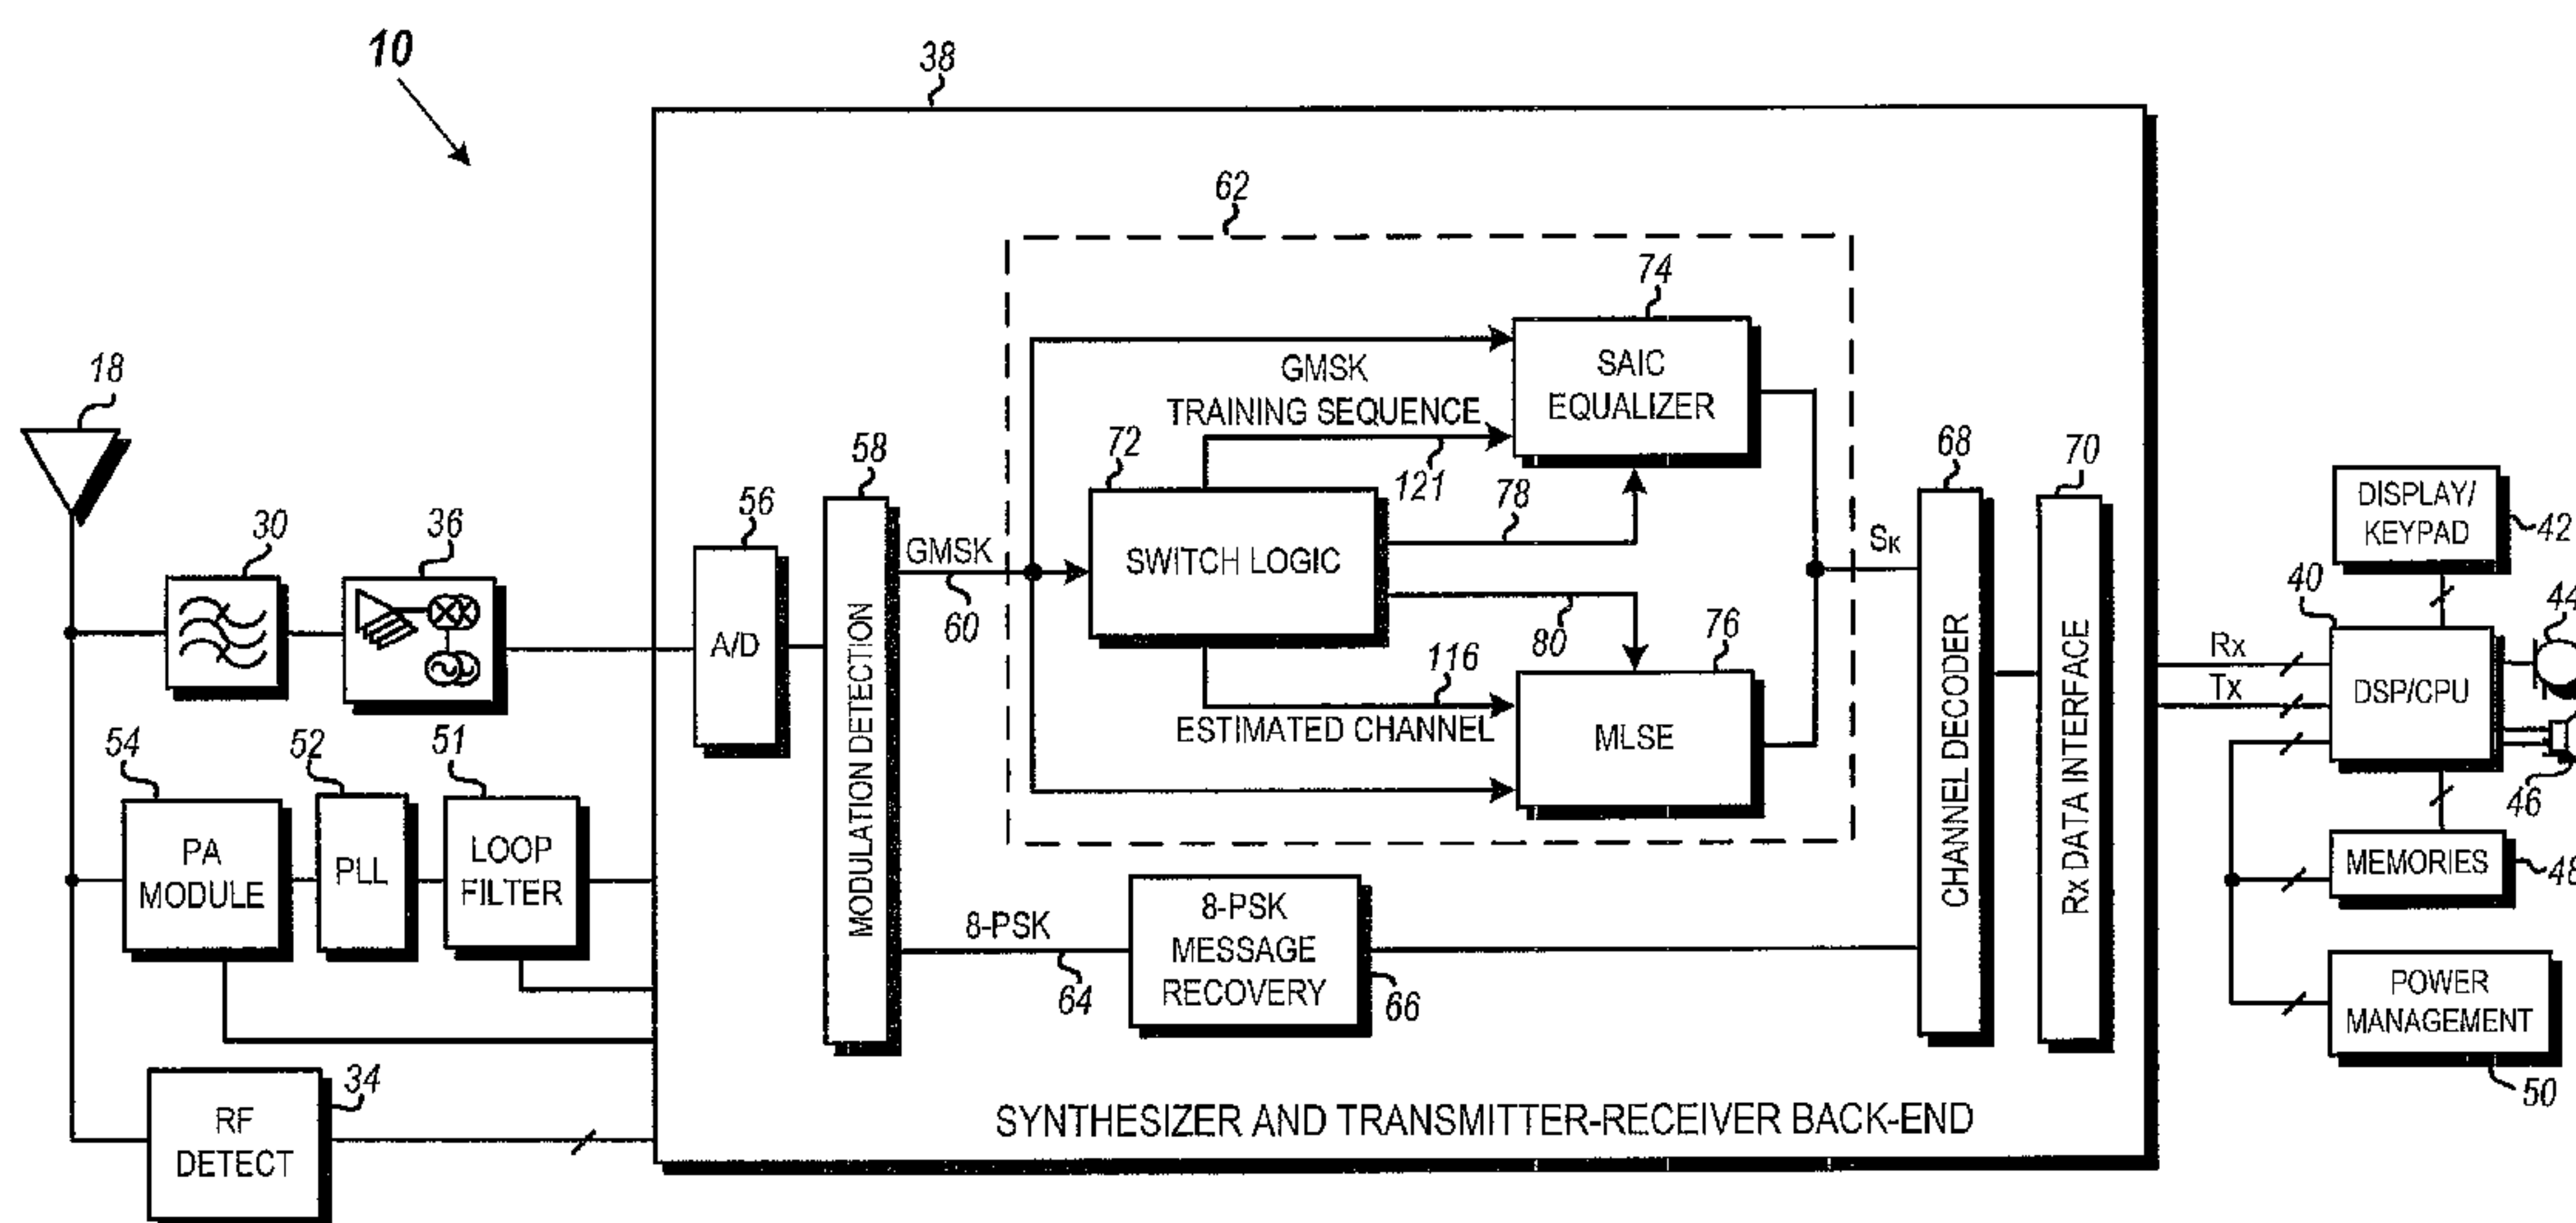 10
38
62
74
SAIC
EQUALIZER
GMSK
TRAINING SEQUENCE
121
78
72
SWITCH LOGIC
18
30
36
56
A/D
58
MODULATION DETECTION
GMSK
60
80
76
MLSE
116
ESTIMATED CHANNEL
SK
68
CHANNEL DECODER
70
Rx DATA INTERFACE
54
PA
MODULE
52
PLL
51
LOOP
FILTER
8-PSK
64
8-PSK
MESSAGE
RECOVERY
66
34
RF
DETECT
SYNTHESIZER AND TRANSMITTER-RECEIVER BACK-END
Rx
Tx
DISPLAY/
KEYPAD
42
40
DSP/CPU
44
46
MEMORIES
48
POWER
MANAGEMENT
50